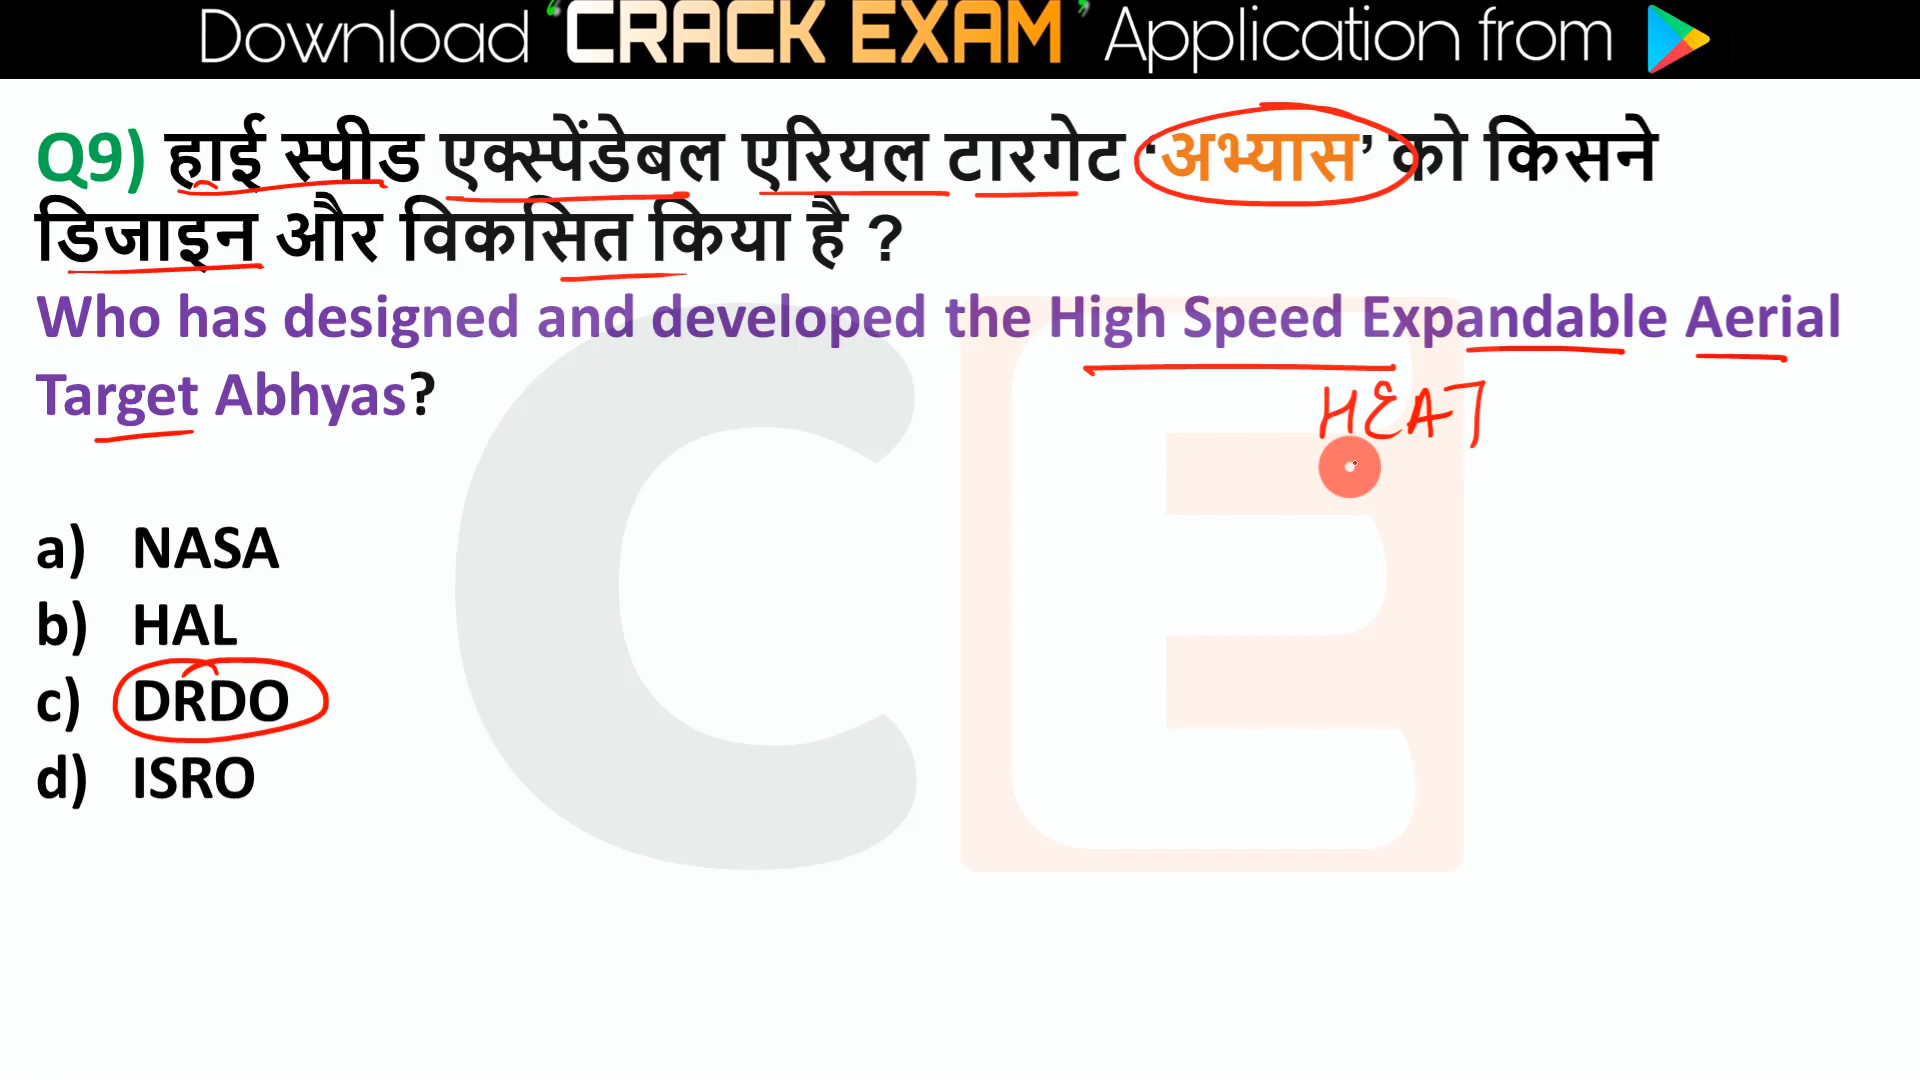 Download ‘CRACK EXAM’ Application from
Q9) हाई स्पीड एक्स्पेंडेबल एरियल टारगेट ‘अभ्यास’ को किसने
डिजाइन और विकसित किया है ?
Who has designed and developed the High Speed Expandable Aerial
Target Abhyas?
HEAT
a) NASA
b) HAL
c) DRDO
d) ISRO
CE